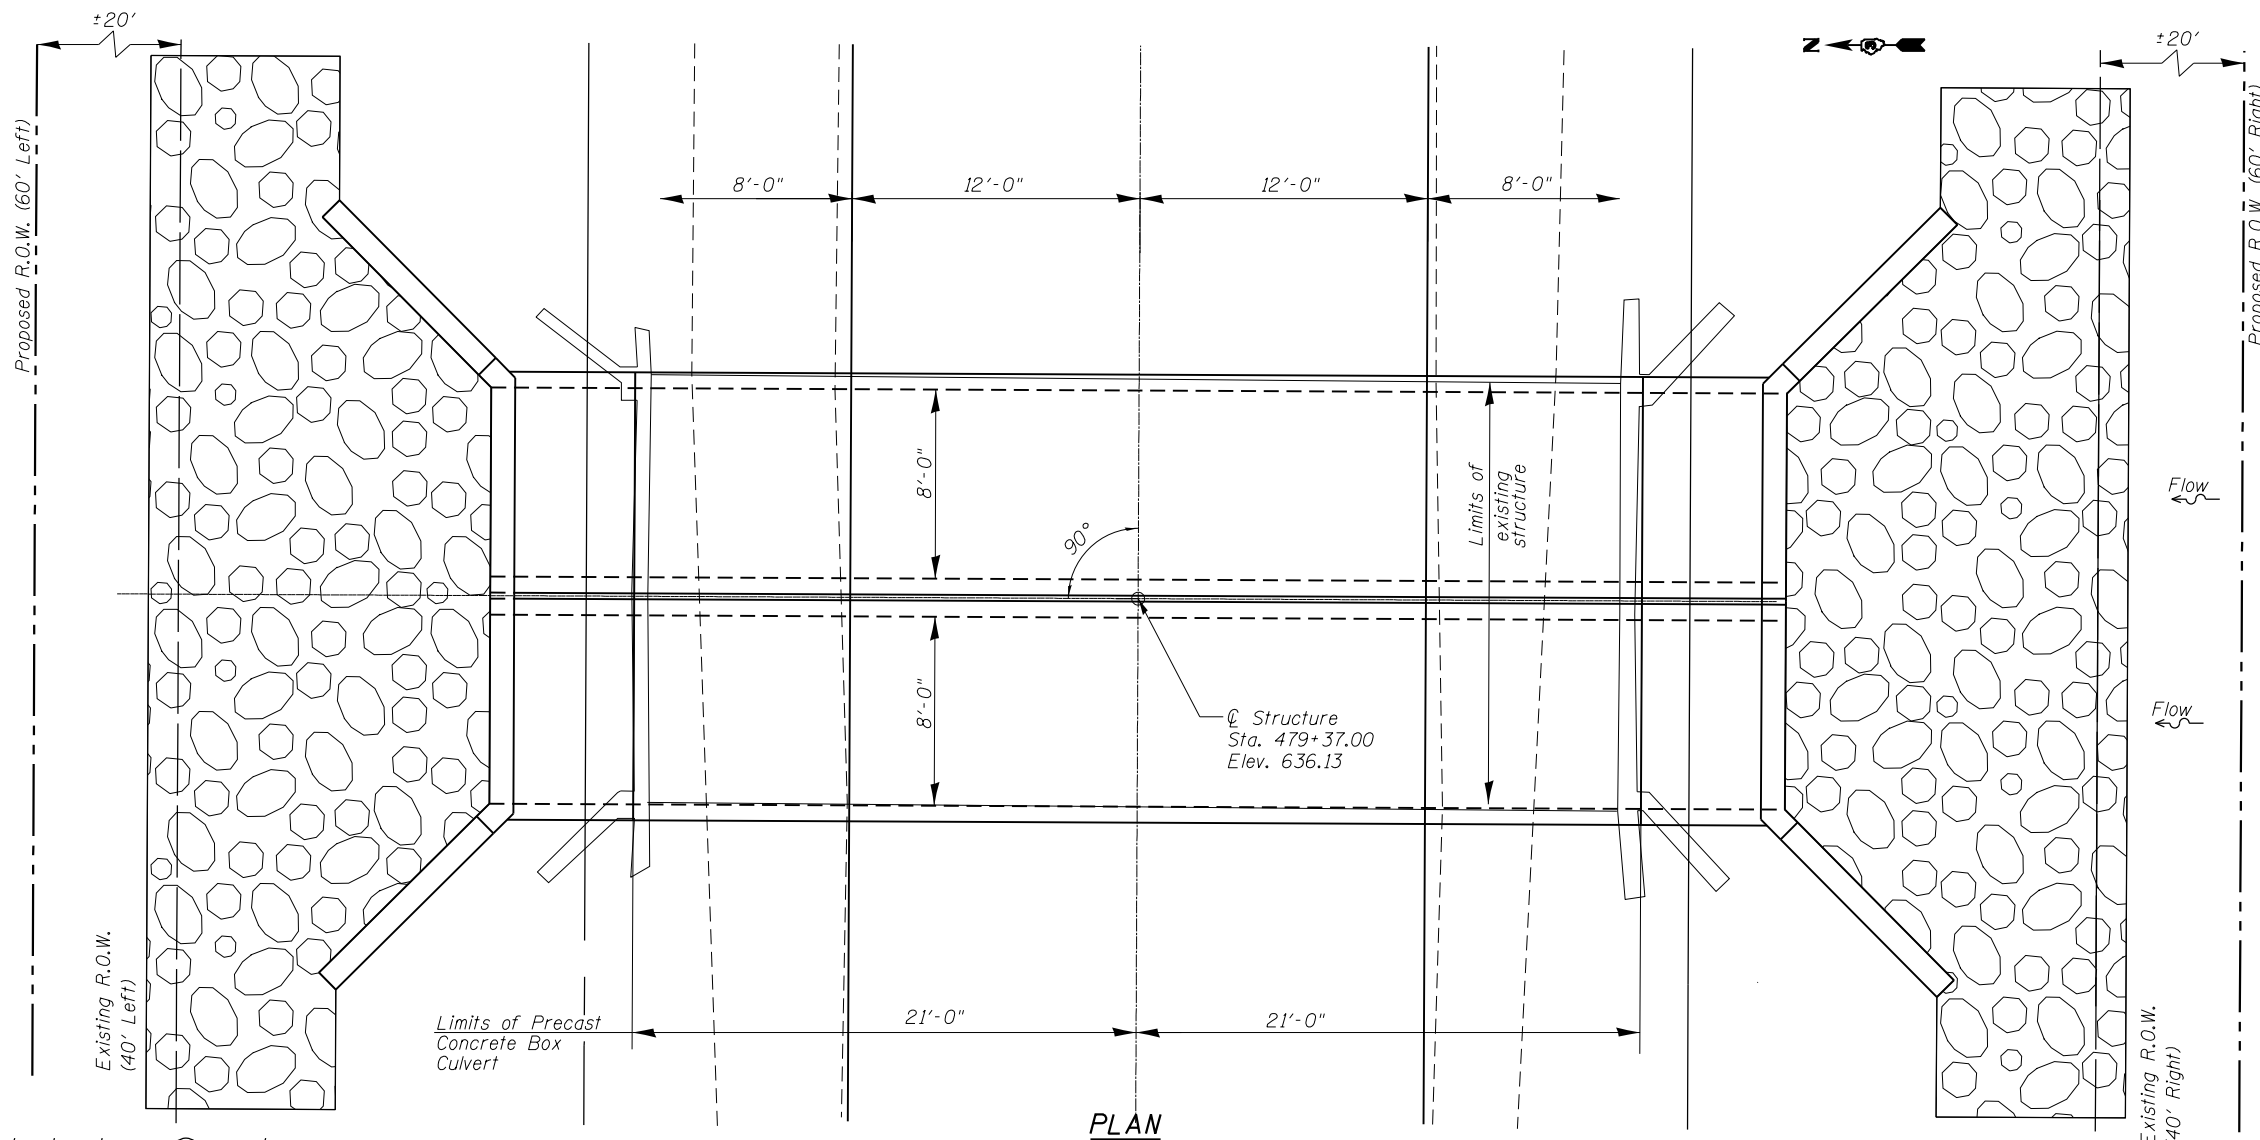 ±20'
±20'
N
Proposed R.O.W. (60' Left)
Proposed R.O.W. (60' Right)
8'-0"
12'-0"
12'-0"
8'-0"
8'-0"
Limits of
existing
structure
90°
Flow
8'-0"
℄ Structure
Sta. 479+37.00
Elev. 636.13
Flow
Existing R.O.W.
(40' Left)
Limits of Precast
Concrete Box
Culvert
21'-0"
21'-0"
Existing R.O.W.
(40' Right)
PLAN